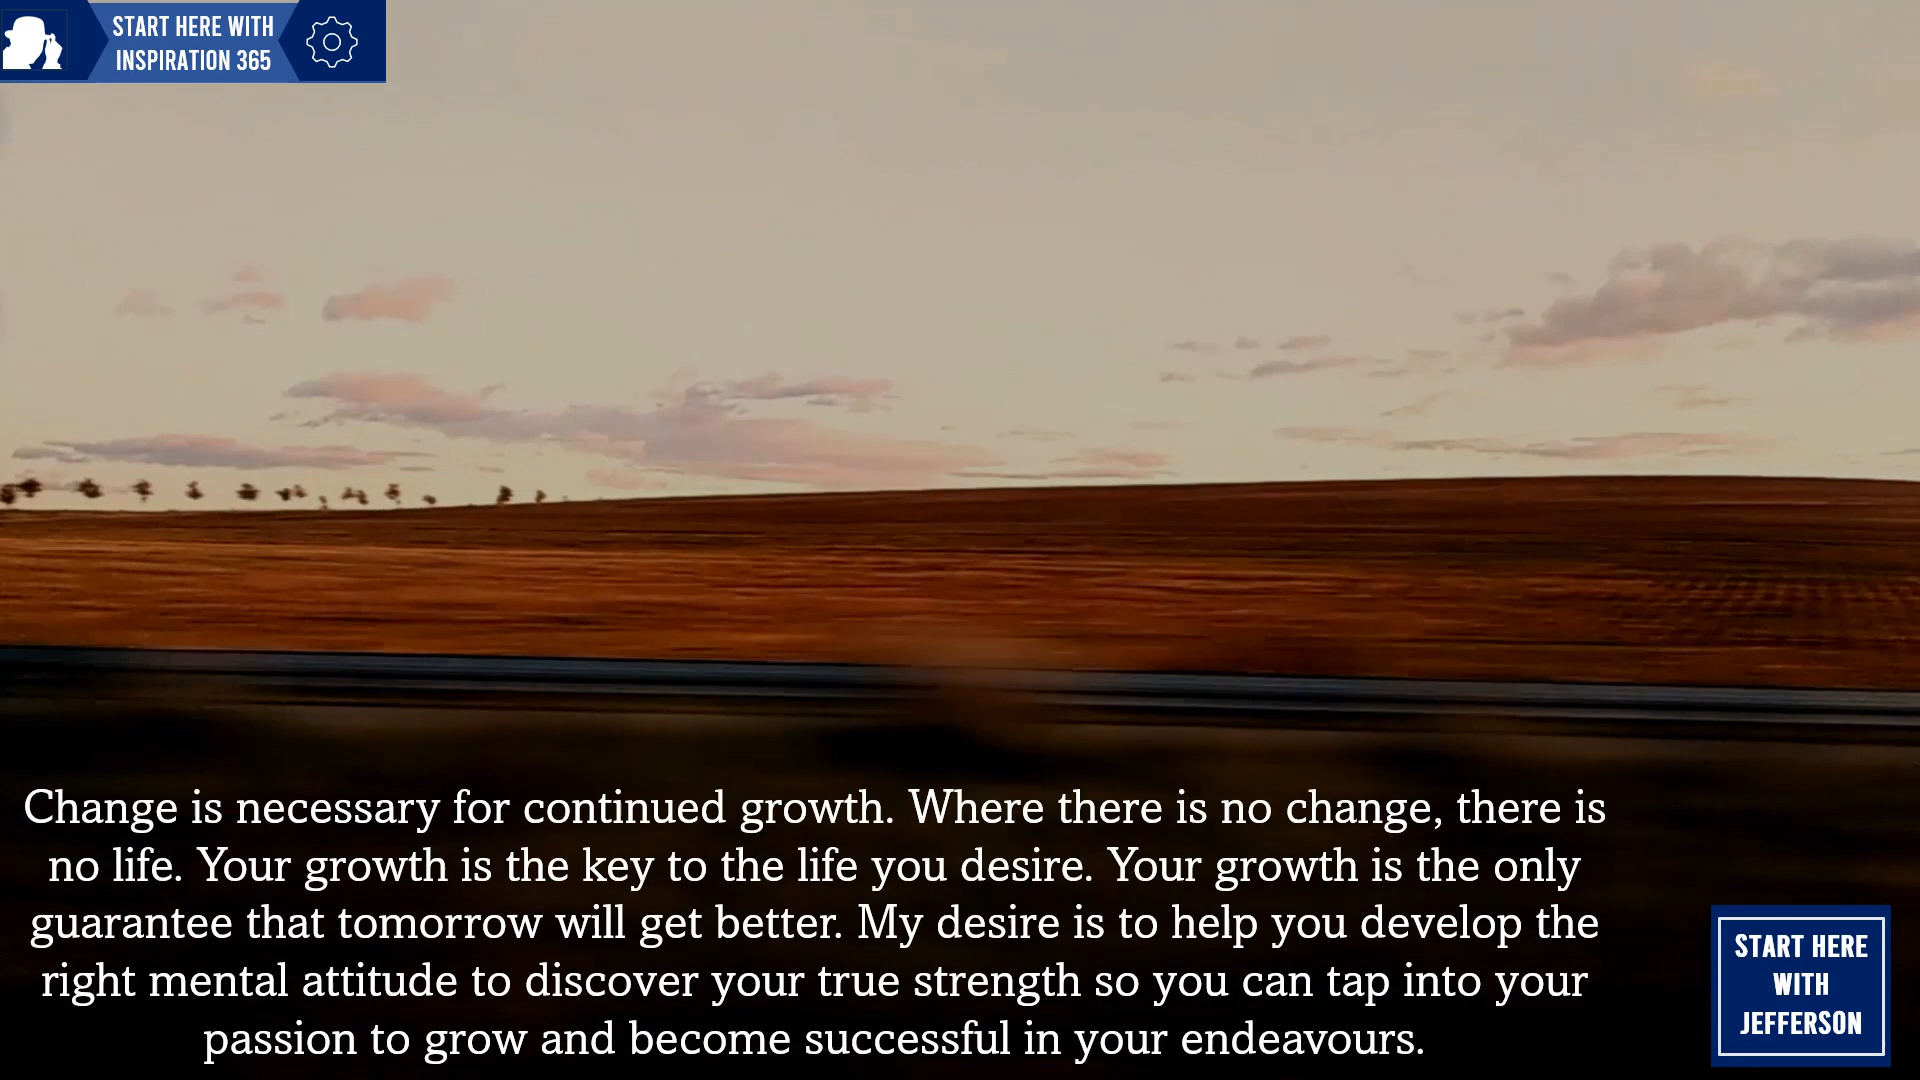 START HERE WITH
INSPIRATION 365
Change is necessary for continued growth. Where there is no change, there is
no life. Your growth is the key to the life you desire. Your growth is the only
guarantee that tomorrow will get better. My desire is to help you develop the
right mental attitude to discover your true strength so you can tap into your
passion to grow and become successful in your endeavours.
START HERE
WITH
JEFFERSON